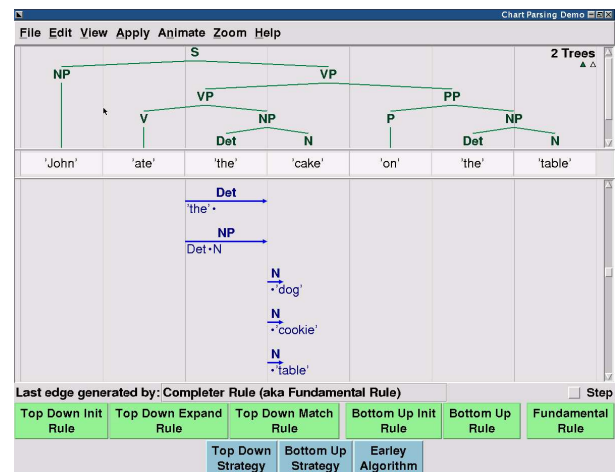 Chart Parsing Demo
File Edit View Apply Animate Zoom Help
S
2 Trees
NP VP
VP PP
V NP P NP
Det N Det N
'John' 'ate' 'the' 'cake' 'on' 'the' 'table'
Det
'the' •
NP
Det • N
N
• 'dog'
N
• 'cookie'
N
• 'table'
Last edge generated by: Completer Rule (aka Fundamental Rule) Step
Top Down Init Top Down Expand Top Down Match Bottom Up Init Bottom Up Fundamental
Rule Rule Rule Rule Rule Rule
Top Down Bottom Up Earley
Strategy Strategy Algorithm